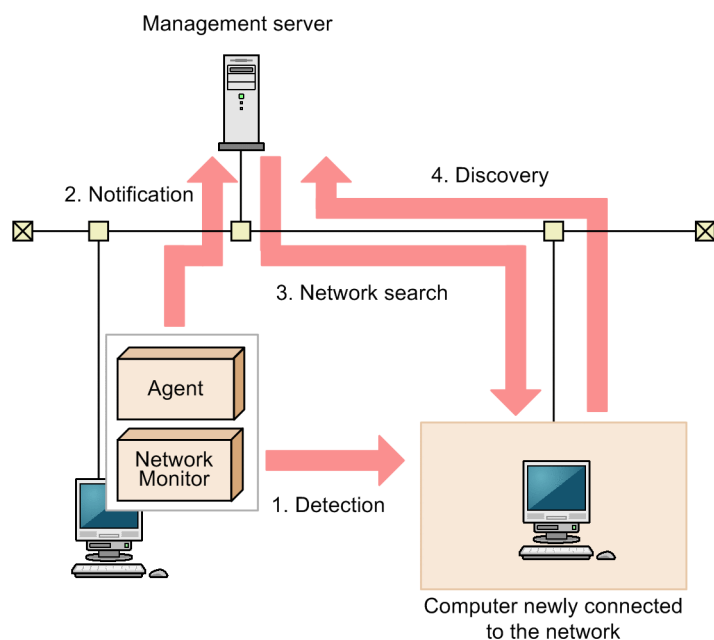 Management server
2. Notification
4. Discovery
3. Network search
Agent
Network
Monitor
1. Detection
Computer newly connected
to the network